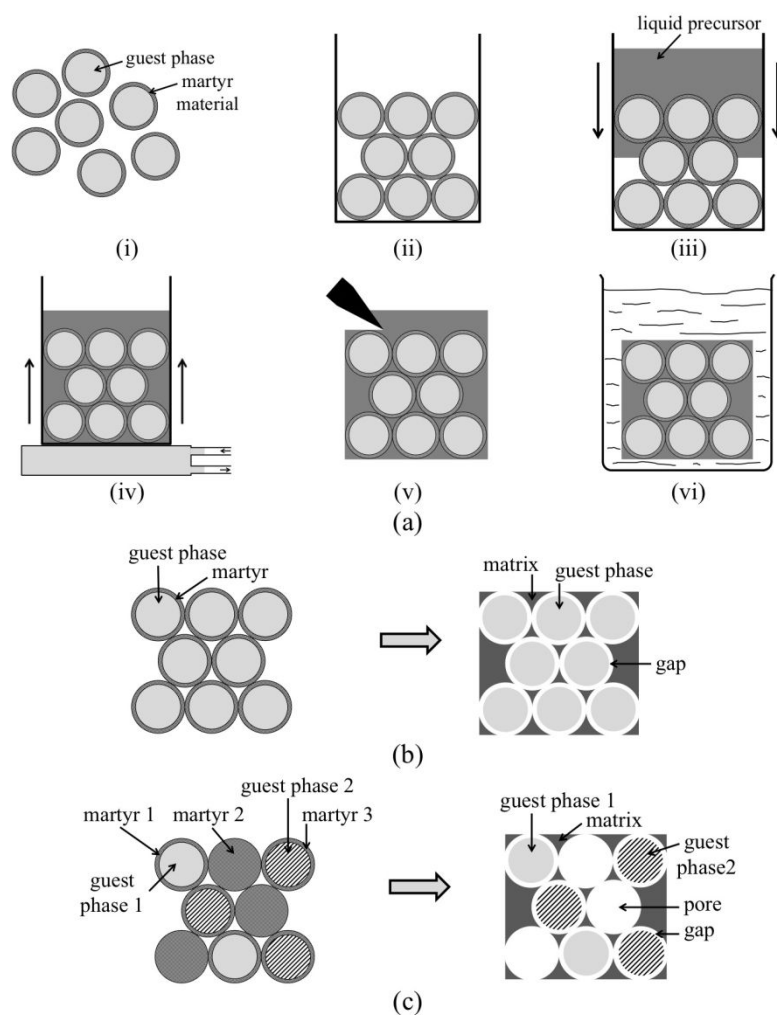 guest phase
martyr
material
liquid precursor
(i)
(ii)
(iii)
(iv)
(v)
(vi)
(a)
guest phase
martyr
matrix
guest phase
gap
(b)
guest phase 2
martyr 1
martyr 2
martyr 3
guest
phase 1
guest phase 1
matrix
guest
phase2
pore
gap
(c)